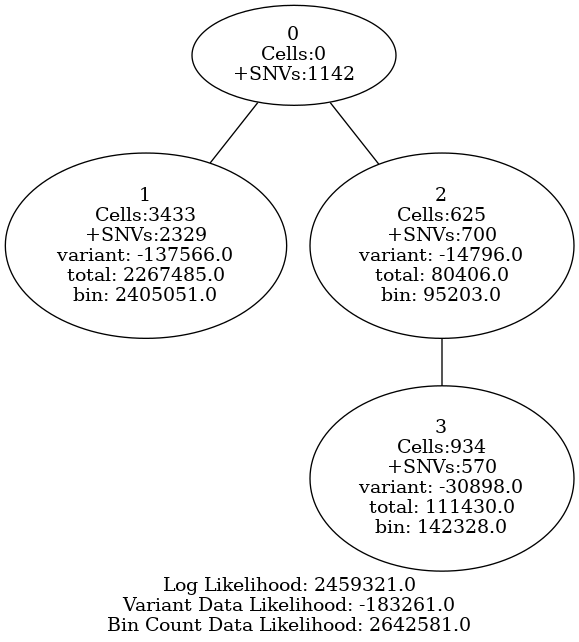 0
Cells:0
+SNVs:1142
1
Cells:3433
+SNVs:2329
variant: -137566.0
total: 2267485.0
bin: 2405051.0
2
Cells:625
+SNVs:700
variant: -14796.0
total: 80406.0
bin: 95203.0
3
Cells:934
+SNVs:570
variant: -30898.0
total: 111430.0
bin: 142328.0
Log Likelihood: 2459321.0
Variant Data Likelihood: -183261.0
Bin Count Data Likelihood: 2642581.0